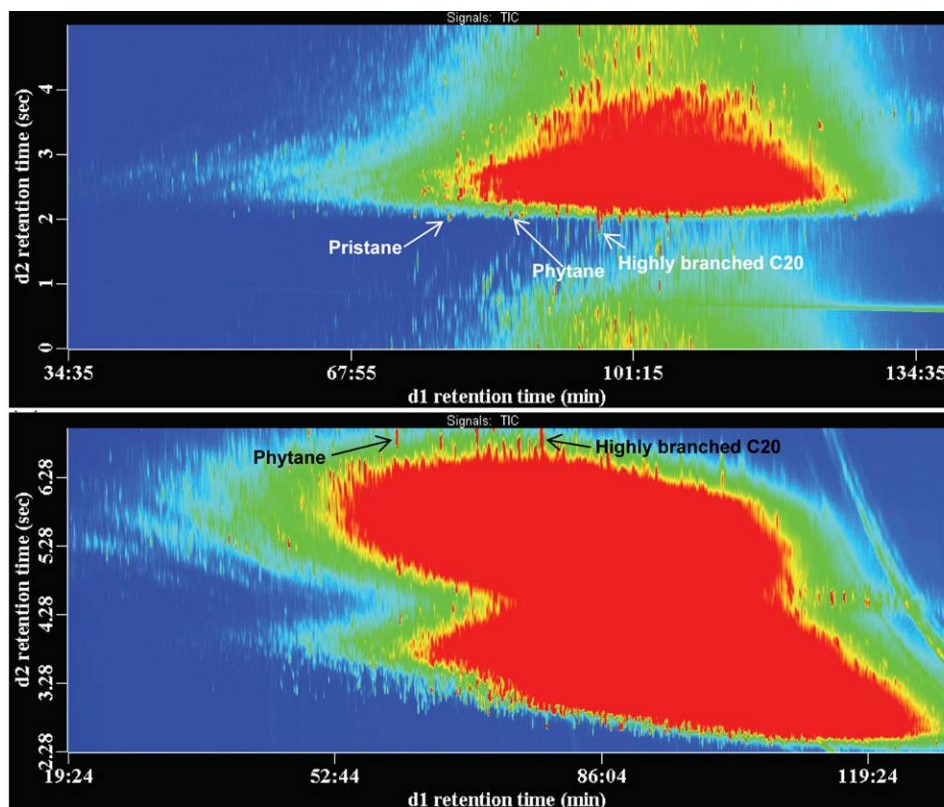 Signals: TIC
4
3
2
1
0
d2 retention time (sec)
Pristane
Phytane
Highly branched C20
34:35
67:55
101:15
134:35
d1 retention time (min)
Signals: TIC
6.28
5.28
4.28
3.28
2.28
d2 retention time (sec)
Phytane
Highly branched C20
19:24
52:44
86:04
119:24
d1 retention time (min)